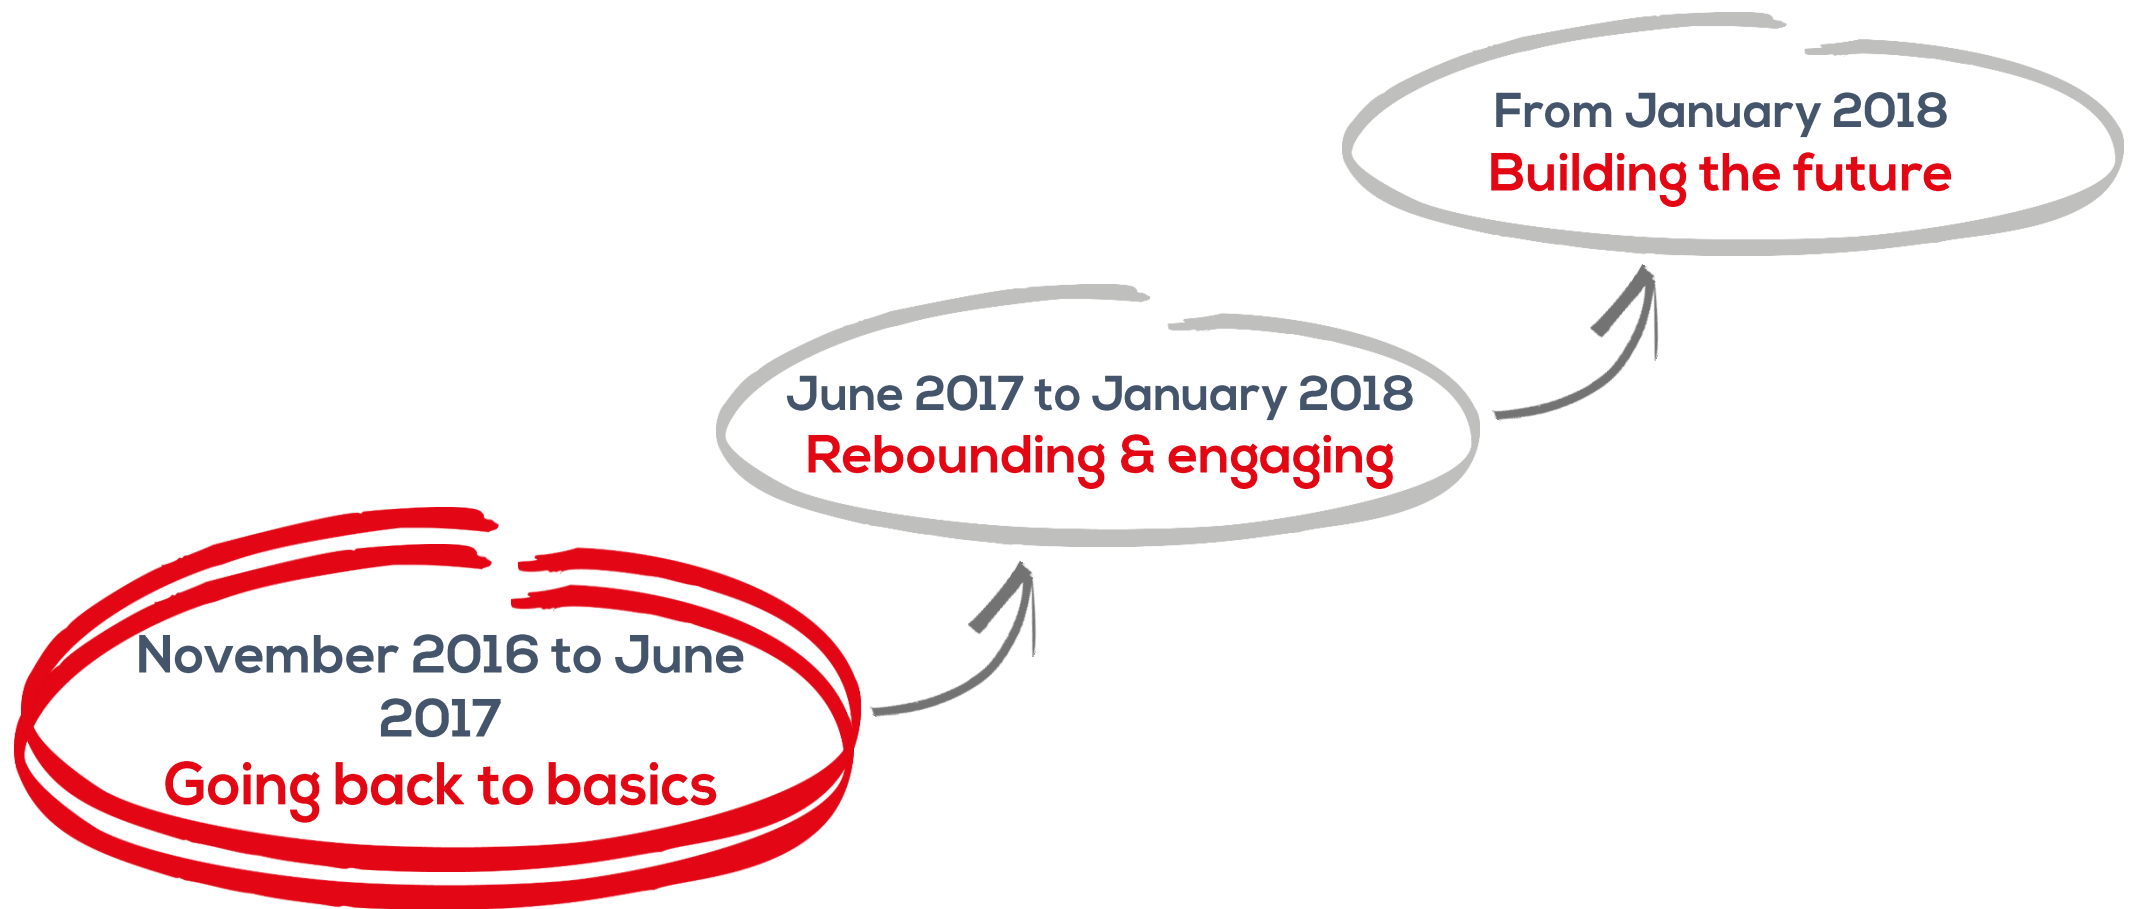 From January 2018
Building the future
June 2017 to January 2018
Rebounding & engaging
November 2016 to June
2017
Going back to basics